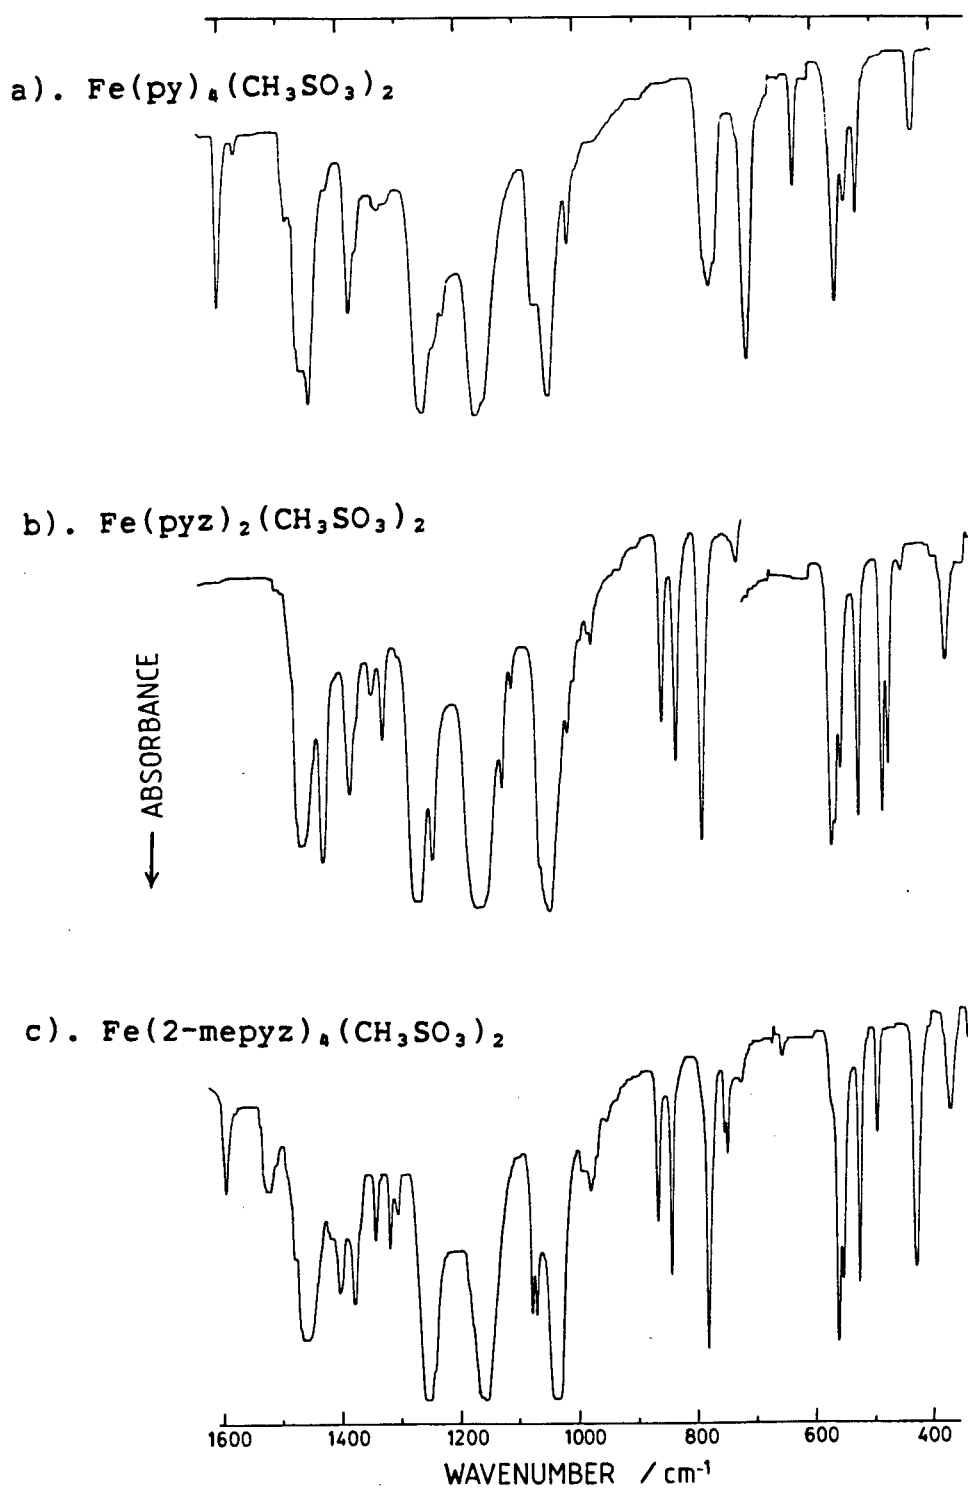 a). Fe(py)₄(CH₃SO₃)₂
b). Fe(pyz)₂(CH₃SO₃)₂
← ABSORBANCE
c). Fe(2-mepyz)₄(CH₃SO₃)₂
1600 1400 1200 1000 800 600 400
WAVENUMBER / cm⁻¹